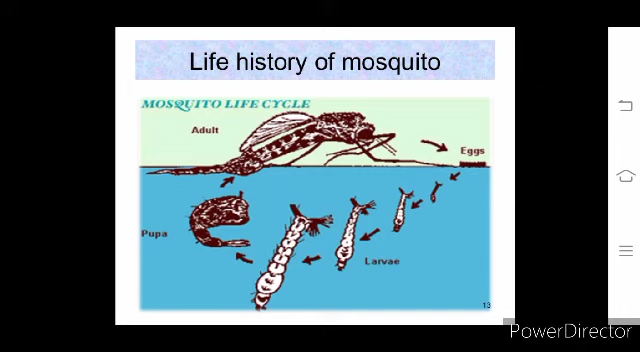 Life history of mosquito
MOSQUITO LIFE CYCLE
Adult
Eggs
Pupa
Larvae
13
PowerDirector